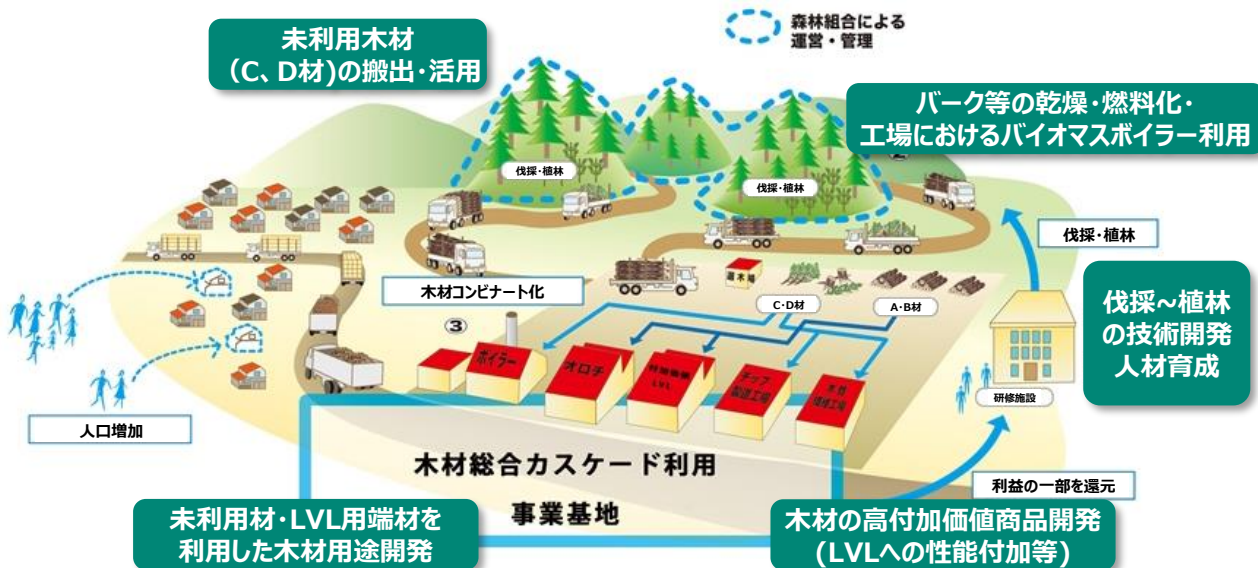 森林組合による
運営・管理
未利用木材
（C、D材)の搬出・活用
バーク等の乾燥・燃料化・
工場におけるバイオマスボイラー利用
伐採・植林
伐採・植林
伐採・植林
木材コンビナート化
C・D材
A・B材
伐採~植林
の技術開発
人材育成
③
ボイラー
オロチ
LVL
チップ
製造工場
研修施設
人口増加
木材総合カスケード利用
事業基地
利益の一部を還元
未利用材・LVL用端材を
利用した木材用途開発
木材の高付加価値商品開発
(LVLへの性能付加等)